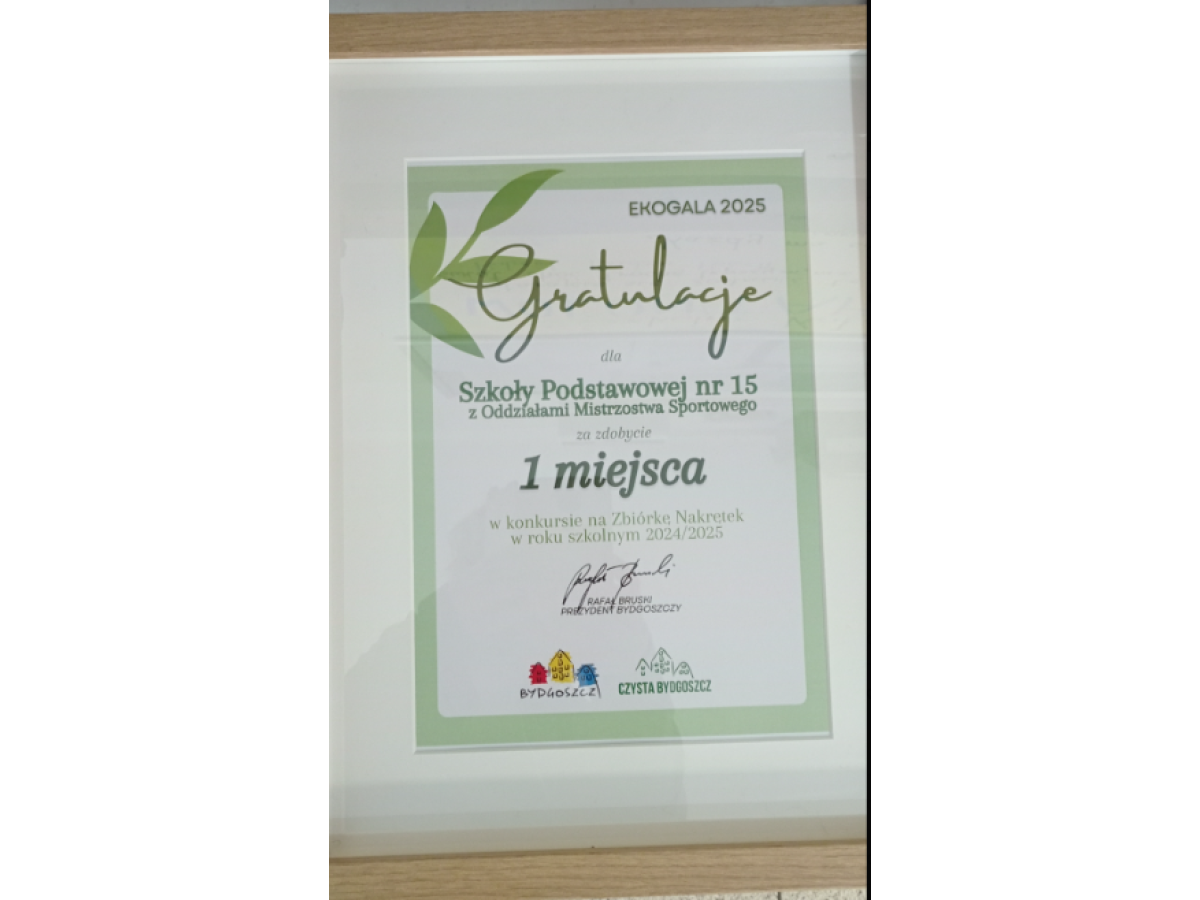 EKOGALA 2025
Gratulacje
dla
Szkoły Podstawowej nr 15
z Oddziałami Mistrzostwa Sportowego
za zdobycie
1 miejsca
w konkursie na Zbiórkę Nakrętek
w roku szkolnym 2024/2025
RAFAŁ BRUSKI
PREZYDENT BYDGOSZCZY
BYDGOSZCZ
CZYSTA BYDGOSZCZ